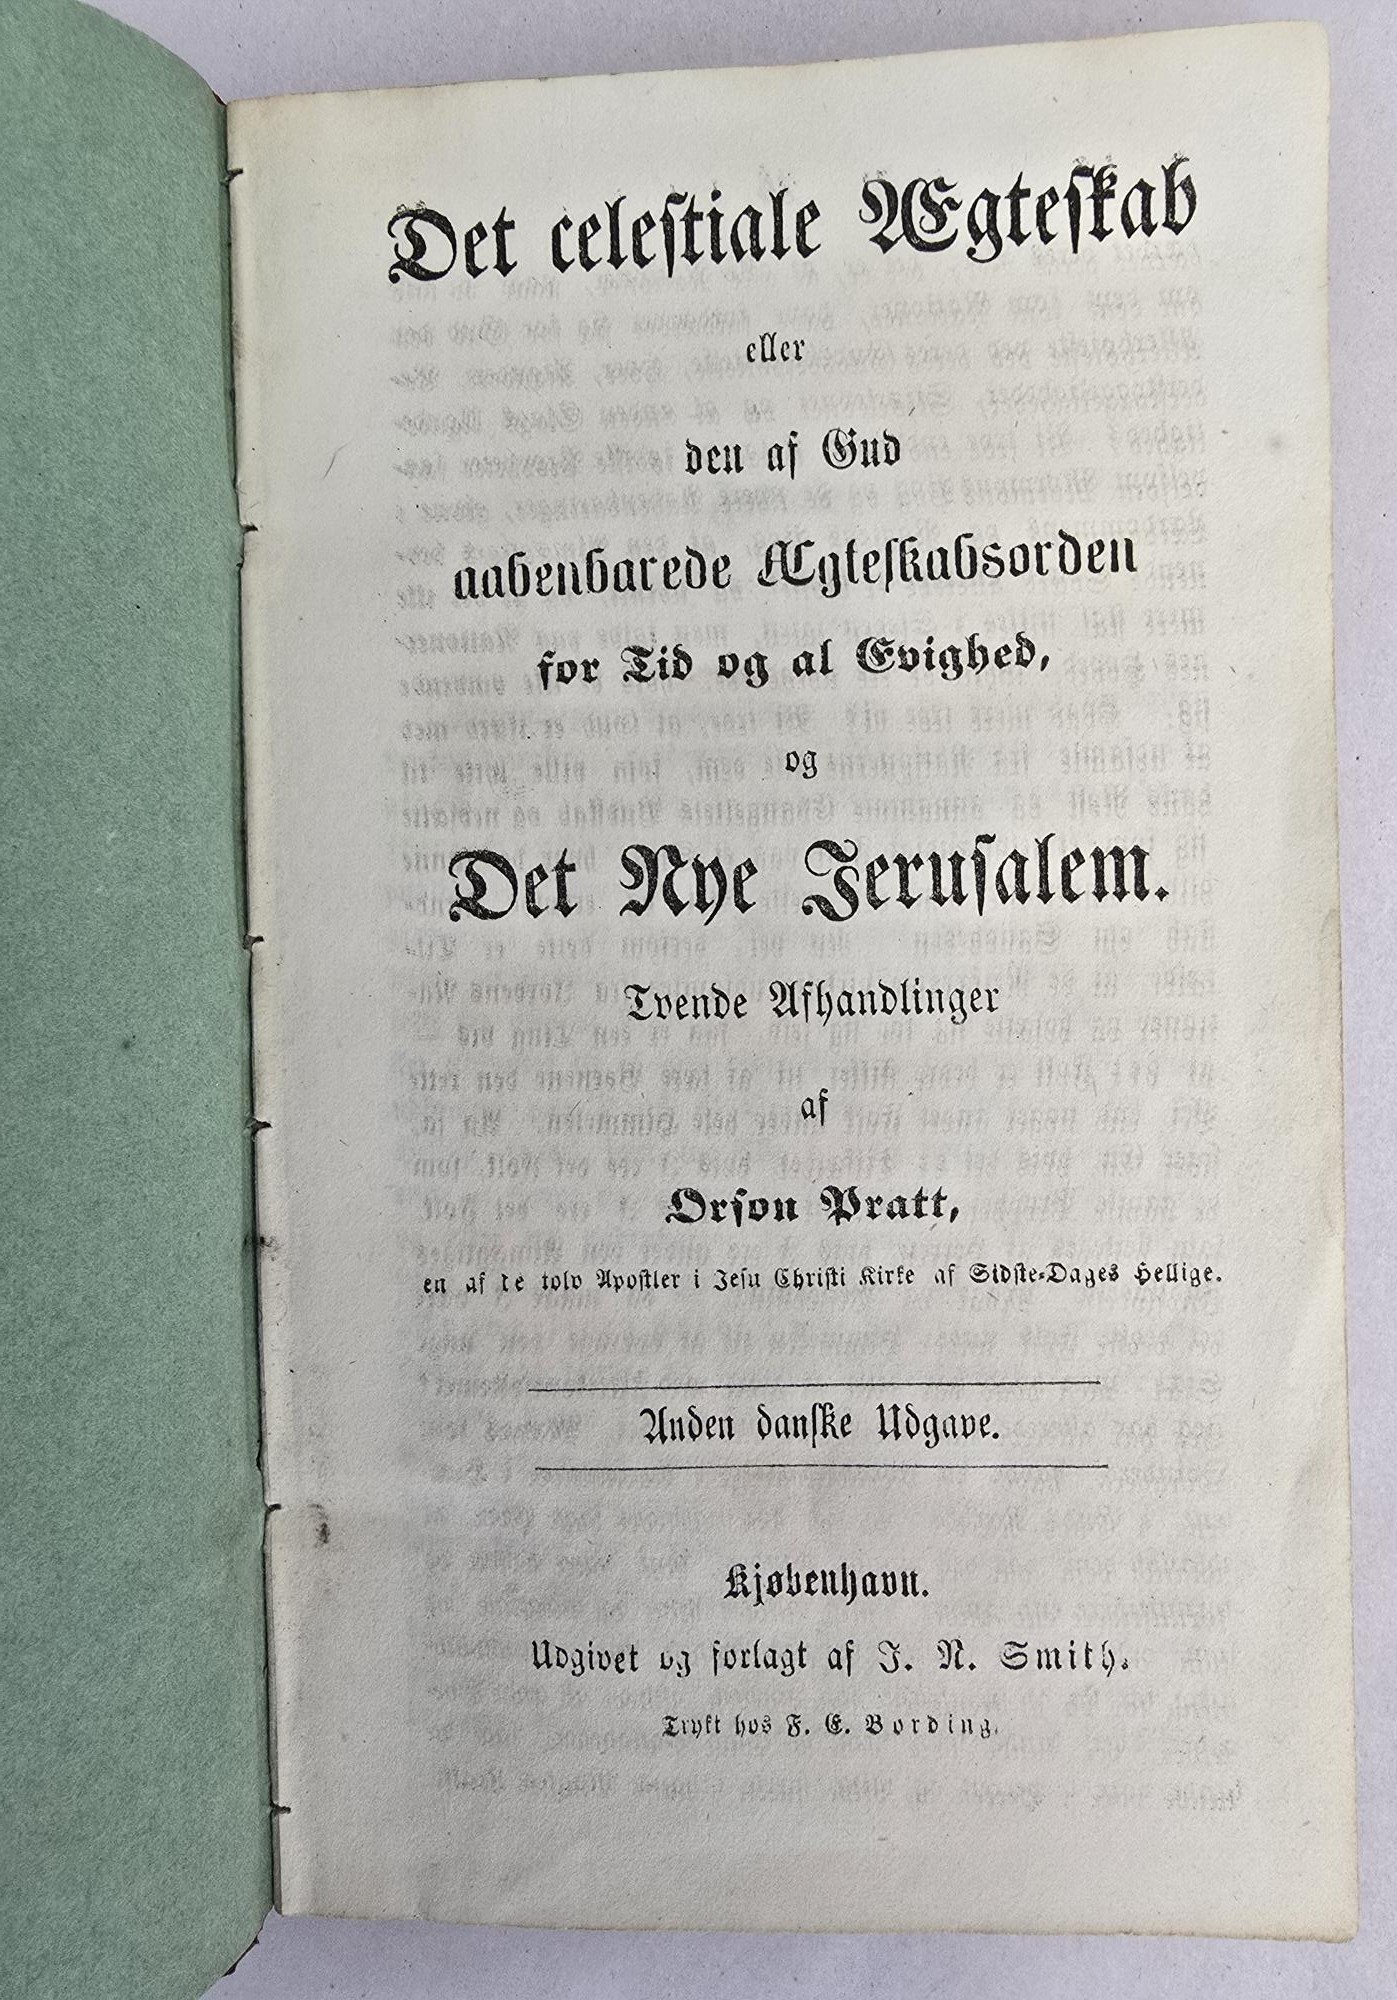 Det celestiale Ægteskab
eller
den af Gud
aabenbarede Ægteskabsorden
for Tid og al Evighed,
og
Det Nye Jerusalem.
Tvende Afhandlinger
af
Orson Pratt,
en af de tolv Apostler i Jesu Christi Kirke af Sidste-Dages Hellige.
Anden danske Udgave.
Kjøbenhavn.
Udgivet og forlagt af J. N. Smith.
Trykt hos F. E. Bording.